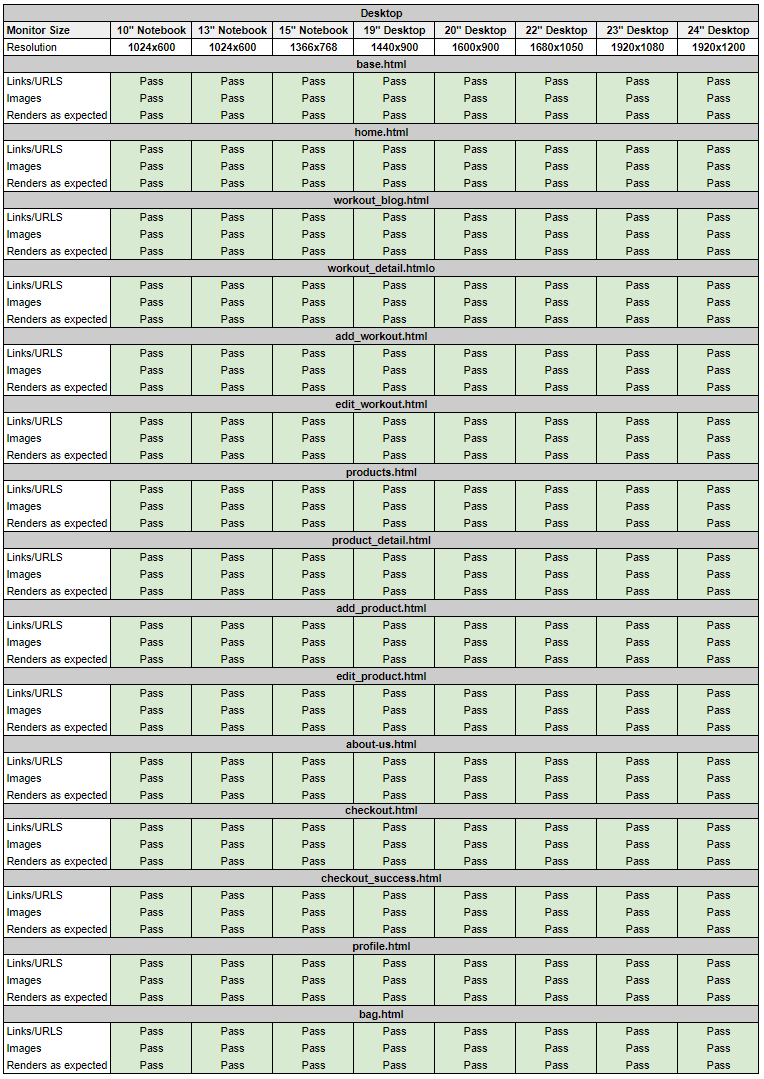 Desktop
Monitor Size 10" Notebook 13" Notebook 15" Notebook 19" Desktop 20" Desktop 22" Desktop 23" Desktop 24" Desktop
Resolution 1024x600 1024x600 1366x768 1440x900 1600x900 1680x1050 1920x1080 1920x1200
base.html
Links/URLS Pass Pass Pass Pass Pass Pass Pass Pass
Images Pass Pass Pass Pass Pass Pass Pass Pass
Renders as expected Pass Pass Pass Pass Pass Pass Pass Pass
home.html
Links/URLS Pass Pass Pass Pass Pass Pass Pass Pass
Images Pass Pass Pass Pass Pass Pass Pass Pass
Renders as expected Pass Pass Pass Pass Pass Pass Pass Pass
workout_blog.html
Links/URLS Pass Pass Pass Pass Pass Pass Pass Pass
Images Pass Pass Pass Pass Pass Pass Pass Pass
Renders as expected Pass Pass Pass Pass Pass Pass Pass Pass
workout_detail.htmlo
Links/URLS Pass Pass Pass Pass Pass Pass Pass Pass
Images Pass Pass Pass Pass Pass Pass Pass Pass
Renders as expected Pass Pass Pass Pass Pass Pass Pass Pass
add_workout.html
Links/URLS Pass Pass Pass Pass Pass Pass Pass Pass
Images Pass Pass Pass Pass Pass Pass Pass Pass
Renders as expected Pass Pass Pass Pass Pass Pass Pass Pass
edit_workout.html
Links/URLS Pass Pass Pass Pass Pass Pass Pass Pass
Images Pass Pass Pass Pass Pass Pass Pass Pass
Renders as expected Pass Pass Pass Pass Pass Pass Pass Pass
products.html
Links/URLS Pass Pass Pass Pass Pass Pass Pass Pass
Images Pass Pass Pass Pass Pass Pass Pass Pass
Renders as expected Pass Pass Pass Pass Pass Pass Pass Pass
product_detail.html
Links/URLS Pass Pass Pass Pass Pass Pass Pass Pass
Images Pass Pass Pass Pass Pass Pass Pass Pass
Renders as expected Pass Pass Pass Pass Pass Pass Pass Pass
add_product.html
Links/URLS Pass Pass Pass Pass Pass Pass Pass Pass
Images Pass Pass Pass Pass Pass Pass Pass Pass
Renders as expected Pass Pass Pass Pass Pass Pass Pass Pass
edit_product.html
Links/URLS Pass Pass Pass Pass Pass Pass Pass Pass
Images Pass Pass Pass Pass Pass Pass Pass Pass
Renders as expected Pass Pass Pass Pass Pass Pass Pass Pass
about-us.html
Links/URLS Pass Pass Pass Pass Pass Pass Pass Pass
Images Pass Pass Pass Pass Pass Pass Pass Pass
Renders as expected Pass Pass Pass Pass Pass Pass Pass Pass
checkout.html
Links/URLS Pass Pass Pass Pass Pass Pass Pass Pass
Images Pass Pass Pass Pass Pass Pass Pass Pass
Renders as expected Pass Pass Pass Pass Pass Pass Pass Pass
checkout_success.html
Links/URLS Pass Pass Pass Pass Pass Pass Pass Pass
Images Pass Pass Pass Pass Pass Pass Pass Pass
Renders as expected Pass Pass Pass Pass Pass Pass Pass Pass
profile.html
Links/URLS Pass Pass Pass Pass Pass Pass Pass Pass
Images Pass Pass Pass Pass Pass Pass Pass Pass
Renders as expected Pass Pass Pass Pass Pass Pass Pass Pass
bag.html
Links/URLS Pass Pass Pass Pass Pass Pass Pass Pass
Images Pass Pass Pass Pass Pass Pass Pass Pass
Renders as expected Pass Pass Pass Pass Pass Pass Pass Pass